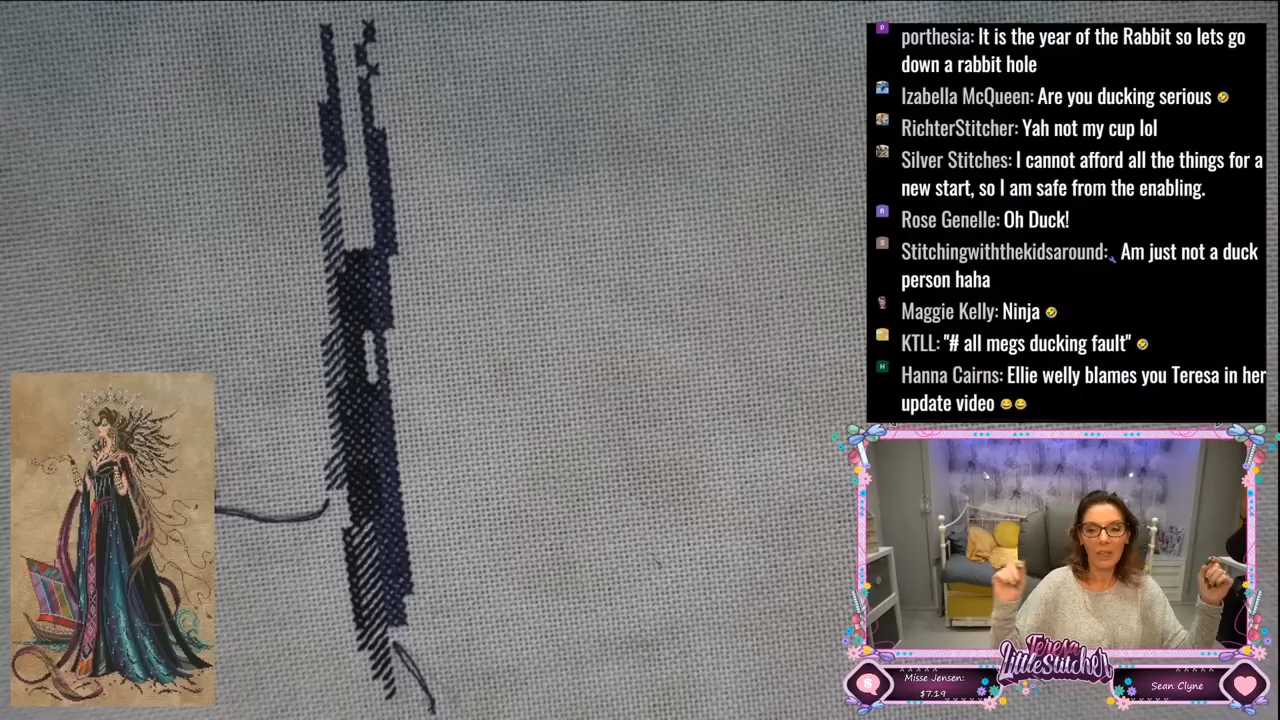 porthesia: It is the year of the Rabbit so lets go
down a rabbit hole
Izabella McQueen: Are you ducking serious 🤣
RichterStitcher: Yah not my cup lol
Silver Stitches: I cannot afford all the things for a
new start, so I am safe from the enabling.
Rose Genelle: Oh Duck!
Stitchingwiththekidsaround: Am just not a duck
person haha
Maggie Kelly: Ninja 🤣
KTLL: "# all megs ducking fault" 🤣
Hanna Cairns: Ellie welly blames you Teresa in her
update video 😂😂
Teresa
LittleStitcher
Misse Jensen:
$7.19
Sean Clyne